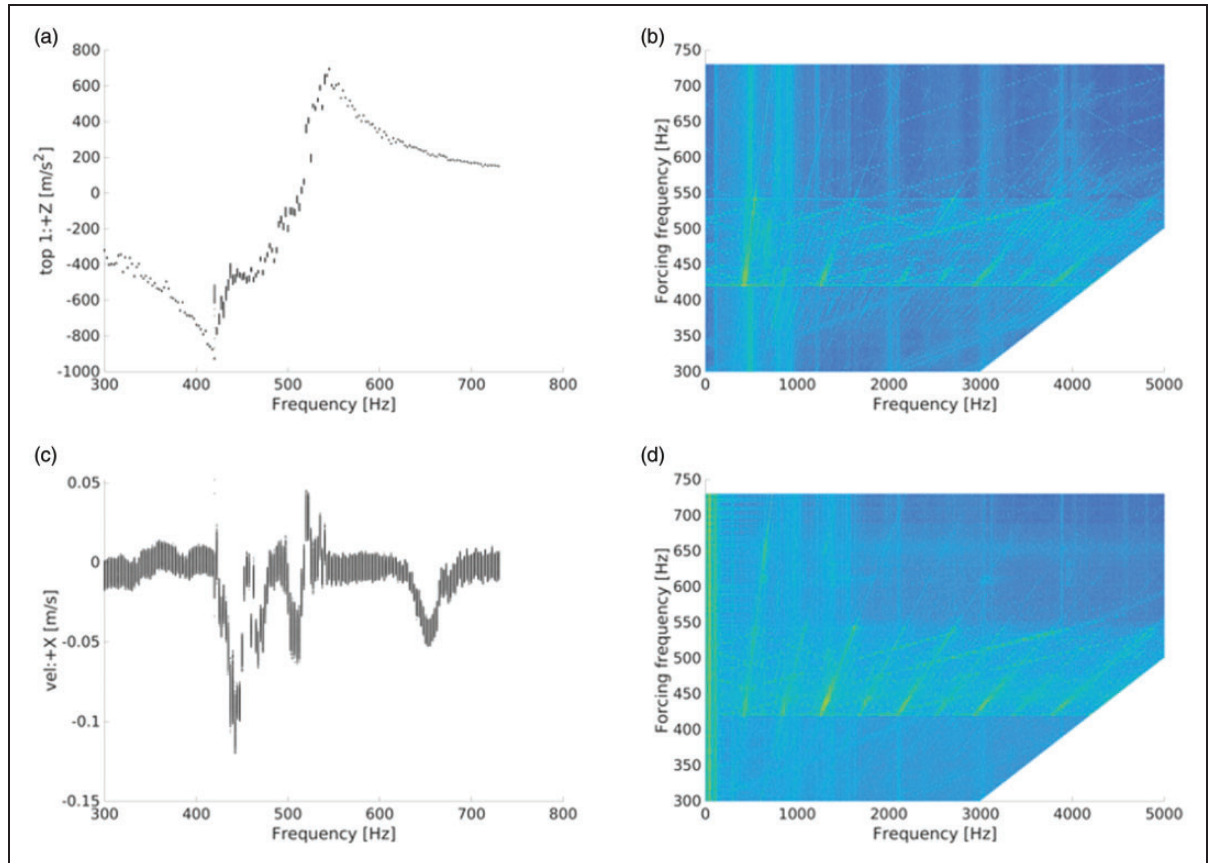 (a)
800
600
400
200
0
-200
-400
-600
-800
-1000
top 1:+Z [m/s²]
300 400 500 600 700 800
Frequency [Hz]
(b)
750
700
650
600
550
500
450
400
350
300
Forcing frequency [Hz]
0 1000 2000 3000 4000 5000
Frequency [Hz]
(c)
0.05
0
-0.05
-0.1
-0.15
vel:+X [m/s]
300 400 500 600 700 800
Frequency [Hz]
(d)
750
700
650
600
550
500
450
400
350
300
Forcing frequency [Hz]
0 1000 2000 3000 4000 5000
Frequency [Hz]